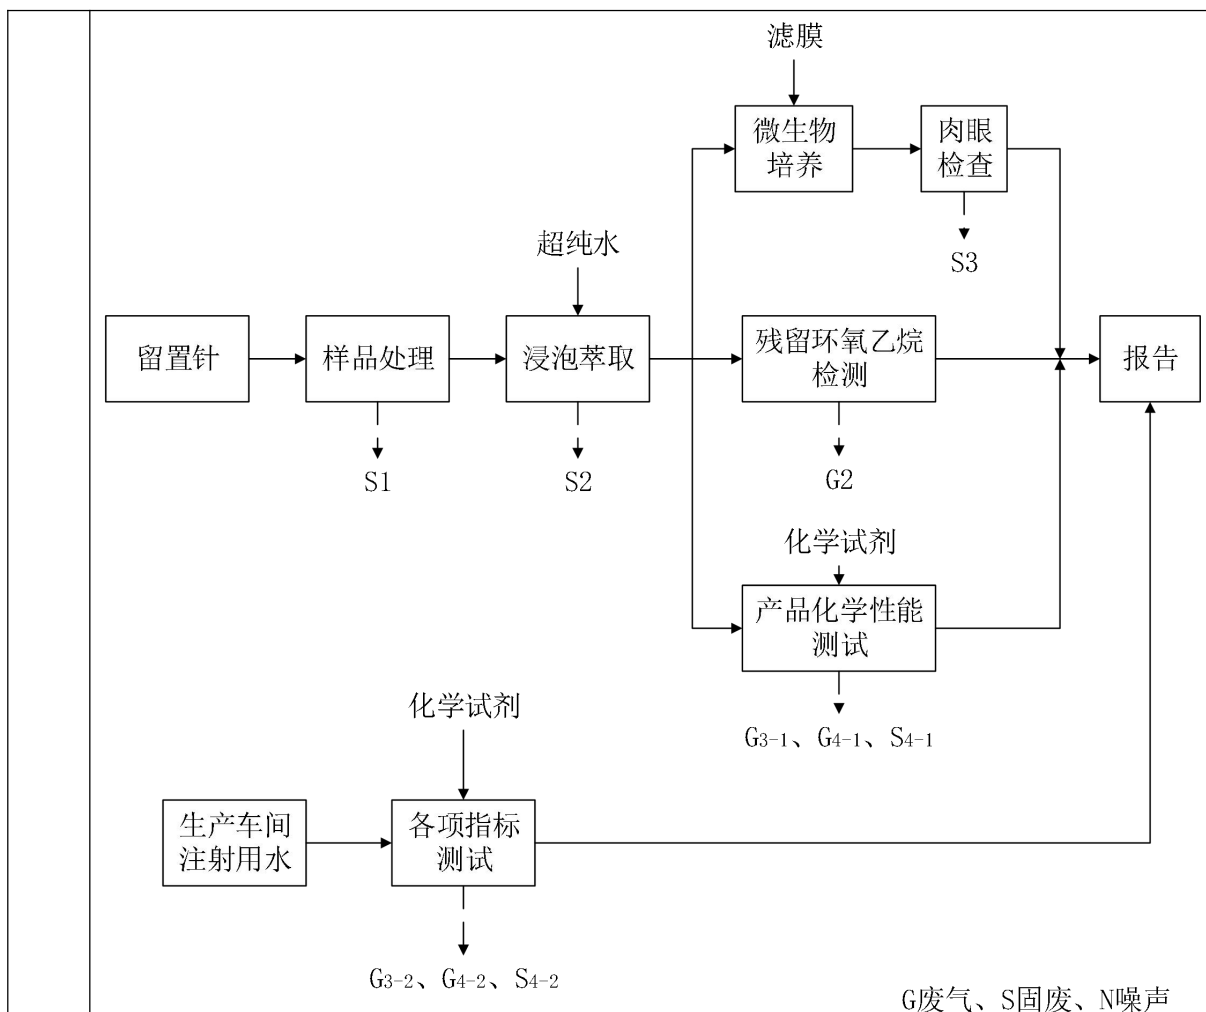 滤膜
微生物
培养
肉眼
检查
S3
超纯水
留置针
样品处理
浸泡萃取
残留环氧乙烷
检测
报告
S1
S2
G2
化学试剂
产品化学性能
测试
G3-1、G4-1、S4-1
化学试剂
生产车间
注射用水
各项指标
测试
G3-2、G4-2、S4-2
G废气、S固废、N噪声